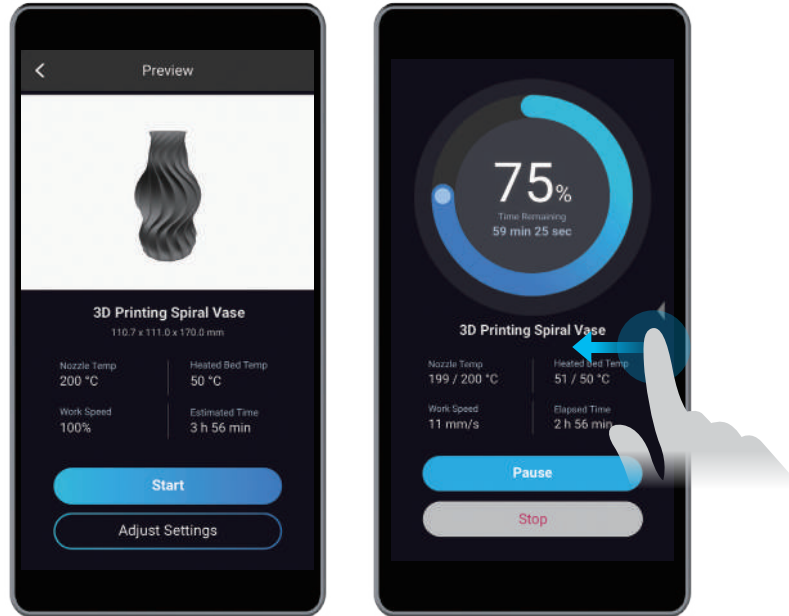 Preview
3D Printing Spiral Vase
110.7 x 111.0 x 170.0 mm
Nozzle Temp
200 °C
Heated Bed Temp
50 °C
Work Speed
100%
Estimated Time
3 h 56 min
Start
Adjust Settings
75%
Time Remaining
59 min 25 sec
3D Printing Spiral Vase
Nozzle Temp
199 / 200 °C
Heated Bed Temp
51 / 50 °C
Work Speed
11 mm/s
Elapsed Time
2 h 56 min
Pause
Stop